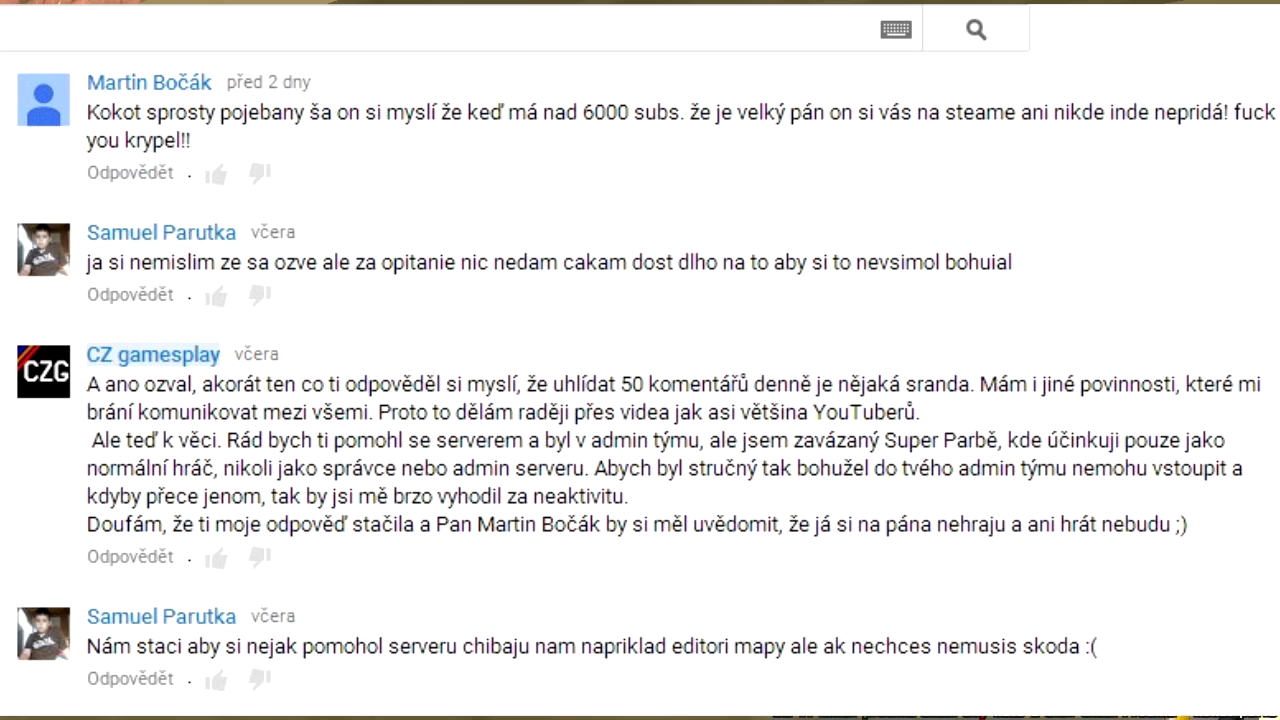 Martin Bočák před 2 dny
Kokot sprosty pojebany ša on si myslí že keď má nad 6000 subs. že je velký pán on si vás na steame ani nikde inde nepridá! fuck
you krypel!!
Odpovědět .
Samuel Parutka včera
ja si nemislim ze sa ozve ale za opitanie nic nedam cakam dost dlho na to aby si to nevsimol bohuial
Odpovědět .
CZG
CZ gamesplay včera
A ano ozval, akorát ten co ti odpověděl si myslí, že uhlídat 50 komentářů denně je nějaká sranda. Mám i jiné povinnosti, které mi
brání komunikovat mezi všemi. Proto to dělám raději přes videa jak asi většina YouTuberů.
Ale teď k věci. Rád bych ti pomohl se serverem a byl v admin týmu, ale jsem zavázaný Super Parbě, kde účinkuji pouze jako
normální hráč, nikoli jako správce nebo admin serveru. Abych byl stručný tak bohužel do tvého admin týmu nemohu vstoupit a
kdyby přece jenom, tak by jsi mě brzo vyhodil za neaktivitu.
Doufám, že ti moje odpověď stačila a Pan Martin Bočák by si měl uvědomit, že já si na pána nehraju a ani hrát nebudu ;)
Odpovědět .
Samuel Parutka včera
Nám staci aby si nejak pomohol serveru chibaju nam napriklad editori mapy ale ak nechces nemusis skoda :(
Odpovědět .